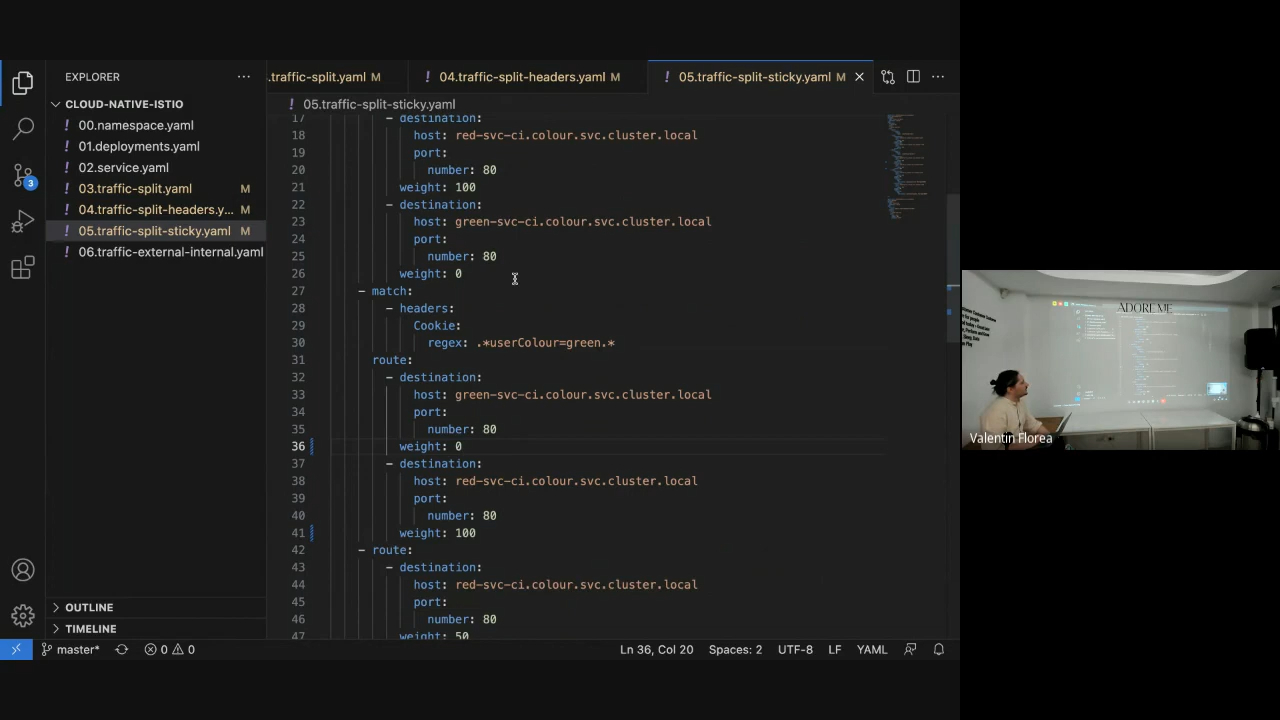 EXPLORER
CLOUD-NATIVE-ISTIO
00.namespace.yaml
01.deployments.yaml
02.service.yaml
03.traffic-split.yaml M
04.traffic-split-headers.y... M
05.traffic-split-sticky.yaml M
06.traffic-external-internal.yaml
OUTLINE
TIMELINE
3
.traffic-split.yaml M
04.traffic-split-headers.yaml M
05.traffic-split-sticky.yaml M
05.traffic-split-sticky.yaml
17 - destination:
18 host: red-svc-ci.colour.svc.cluster.local
19 port:
20 number: 80
21 weight: 100
22 - destination:
23 host: green-svc-ci.colour.svc.cluster.local
24 port:
25 number: 80
26 weight: 0
27 - match:
28 - headers:
29 Cookie:
30 regex: .*userColour=green.*
31 route:
32 - destination:
33 host: green-svc-ci.colour.svc.cluster.local
34 port:
35 number: 80
36 weight: 0
37 - destination:
38 host: red-svc-ci.colour.svc.cluster.local
39 port:
40 number: 80
41 weight: 100
42 - route:
43 - destination:
44 host: red-svc-ci.colour.svc.cluster.local
45 port:
46 number: 80
47 weight: 50
master* 0 0 Ln 36, Col 20 Spaces: 2 UTF-8 LF YAML
ADORE ME
Valentin Florea